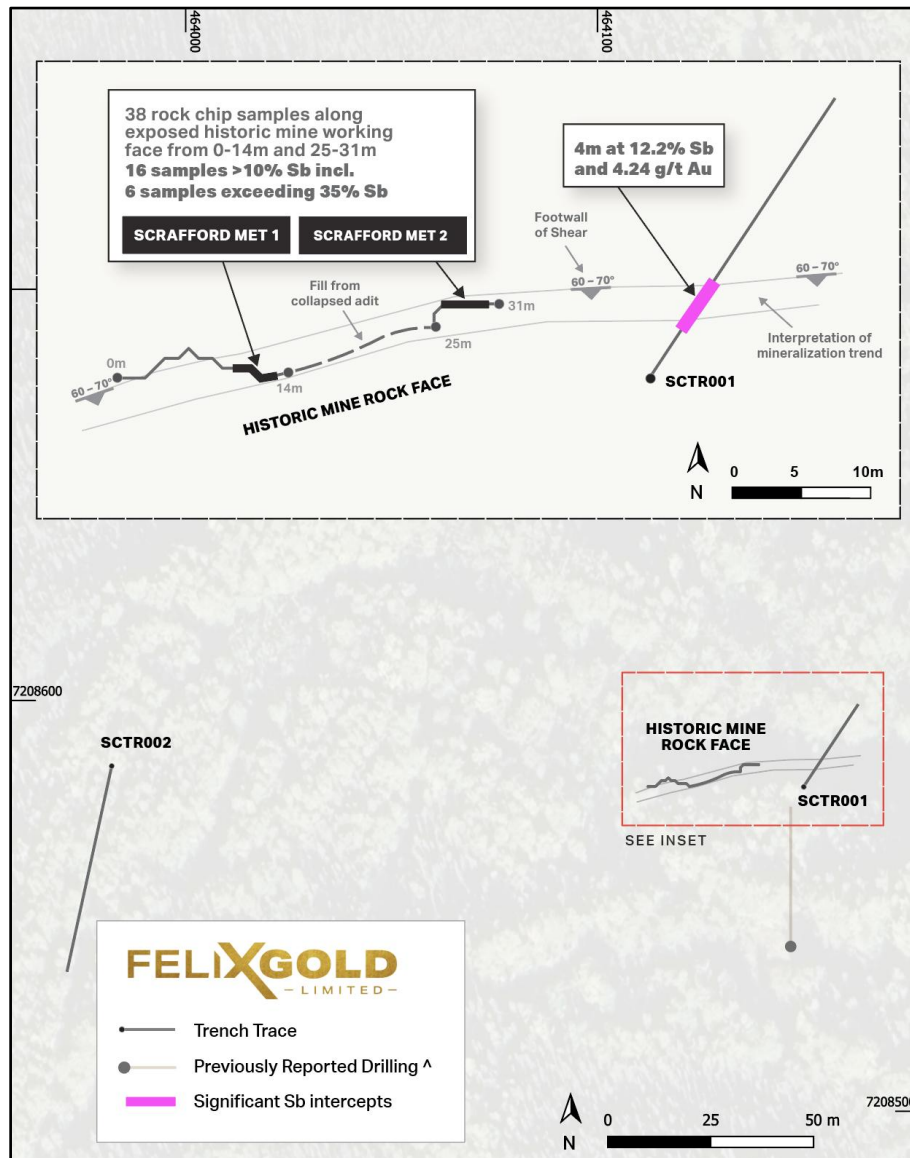 464000
464100
38 rock chip samples along
exposed historic mine working
face from 0-14m and 25-31m
16 samples >10% Sb incl.
6 samples exceeding 35% Sb
SCRAFFORD MET 1
SCRAFFORD MET 2
4m at 12.2% Sb
and 4.24 g/t Au
Footwall
of Shear
60 – 70°
60 – 70°
Fill from
collapsed adit
31m
25m
Interpretation of
mineralization trend
0m
60 – 70°
14m
SCTR001
HISTORIC MINE ROCK FACE
N
0 5 10m
7208600
SCTR002
HISTORIC MINE
ROCK FACE
SCTR001
SEE INSET
FELIXGOLD
LIMITED
Trench Trace
Previously Reported Drilling ^
Significant Sb intercepts
7208500
N
0 25 50 m